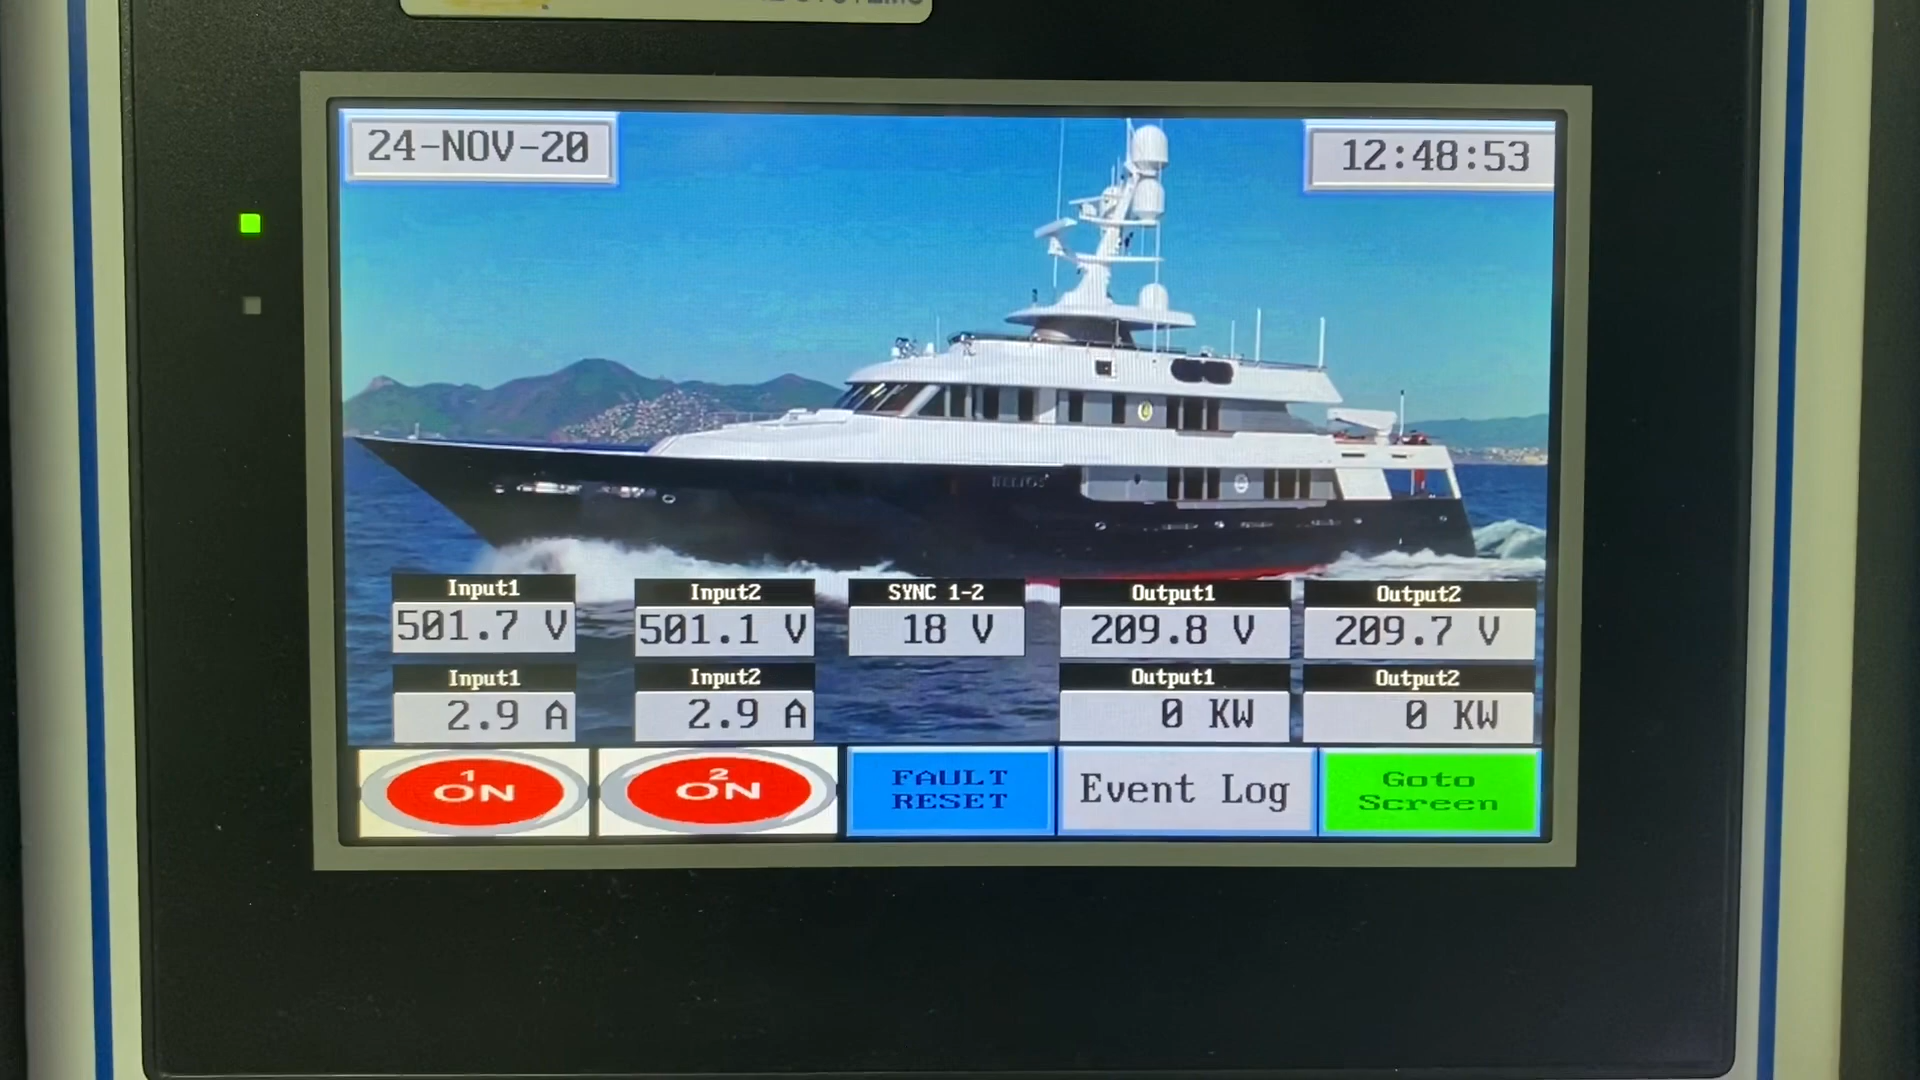 24-NOV-20
12:48:53
HELIOS
Input1
Input2
SYNC 1-2
Output1
Output2
501.7 V
501.1 V
18 V
209.8 V
209.7 V
Input1
Input2
Output1
Output2
2.9 A
2.9 A
0 KW
0 KW
1
ON
2
ON
FAULT
RESET
Event Log
Goto
Screen